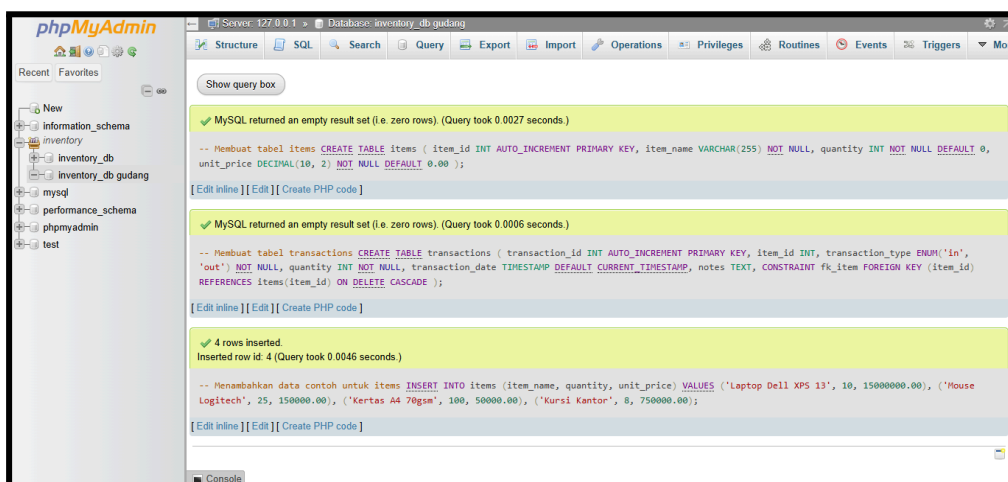 phpMyAdmin
Recent Favorites
New
information_schema
inventory
inventory_db
inventory_db gudang
mysql
performance_schema
phpmyadmin
test
Server: 127.0.0.1 » Database: inventory_db gudang
Structure SQL Search Query Export Import Operations Privileges Routines Events Triggers Mo
Show query box
MySQL returned an empty result set (i.e. zero rows). (Query took 0.0027 seconds.)
-- Membuat tabel items CREATE TABLE items ( item_id INT AUTO_INCREMENT PRIMARY KEY, item_name VARCHAR(255) NOT NULL, quantity INT NOT NULL DEFAULT 0,
unit_price DECIMAL(10, 2) NOT NULL DEFAULT 0.00 );
[ Edit inline ] [ Edit ] [ Create PHP code ]
MySQL returned an empty result set (i.e. zero rows). (Query took 0.0006 seconds.)
-- Membuat tabel transactions CREATE TABLE transactions ( transaction_id INT AUTO_INCREMENT PRIMARY KEY, item_id INT, transaction_type ENUM('in',
'out') NOT NULL, quantity INT NOT NULL, transaction_date TIMESTAMP DEFAULT CURRENT_TIMESTAMP, notes TEXT, CONSTRAINT fk_item FOREIGN KEY (item_id)
REFERENCES items(item_id) ON DELETE CASCADE );
[ Edit inline ] [ Edit ] [ Create PHP code ]
4 rows inserted.
Inserted row id: 4 (Query took 0.0046 seconds.)
-- Menambahkan data contoh untuk items INSERT INTO items (item_name, quantity, unit_price) VALUES ('Laptop Dell XPS 13', 10, 15000000.00), ('Mouse
Logitech', 25, 150000.00), ('Kertas A4 70gsm', 100, 50000.00), ('Kursi Kantor', 8, 750000.00);
[ Edit inline ] [ Edit ] [ Create PHP code ]
Console